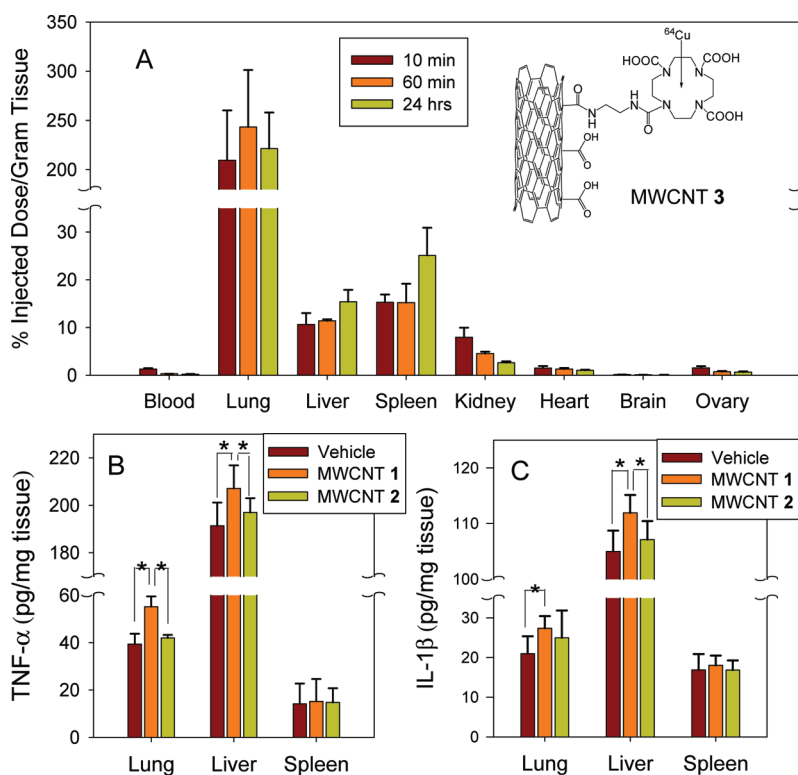 A
10 min
60 min
24 hrs
% Injected Dose/Gram Tissue
350
300
250
200
30
20
10
0
Blood Lung Liver Spleen Kidney Heart Brain Ovary
64Cu
HOOC COOH
N N
N N
COOH
O
N
H
H
N
O
OH
O
OH
O
MWCNT 3
B
Vehicle
MWCNT 1
MWCNT 2
* * * *
TNF-α (pg/mg tissue)
220
200
180
60
40
20
0
Lung Liver Spleen
C
Vehicle
MWCNT 1
MWCNT 2
* * *
IL-1β (pg/mg tissue)
120
110
100
30
20
10
0
Lung Liver Spleen